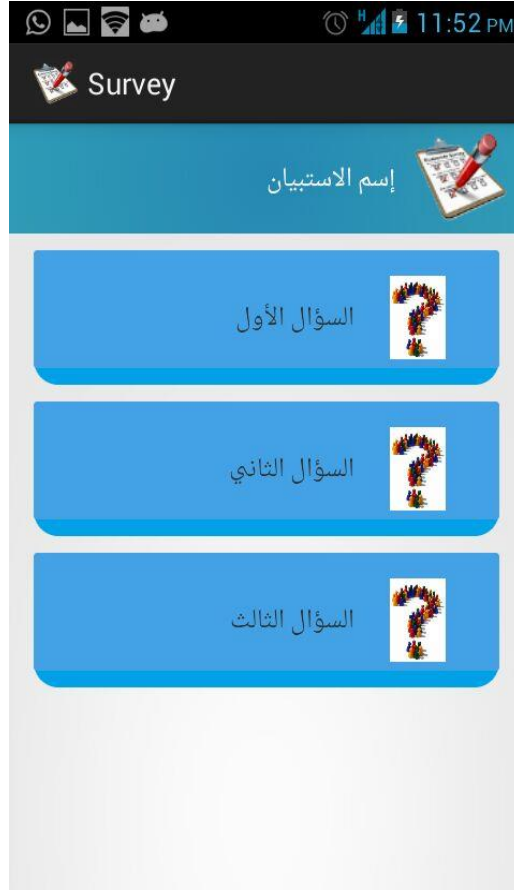 H 11:52 PM
Survey
إسم الاستبيان
السؤال الأول
السؤال الثاني
السؤال الثالث